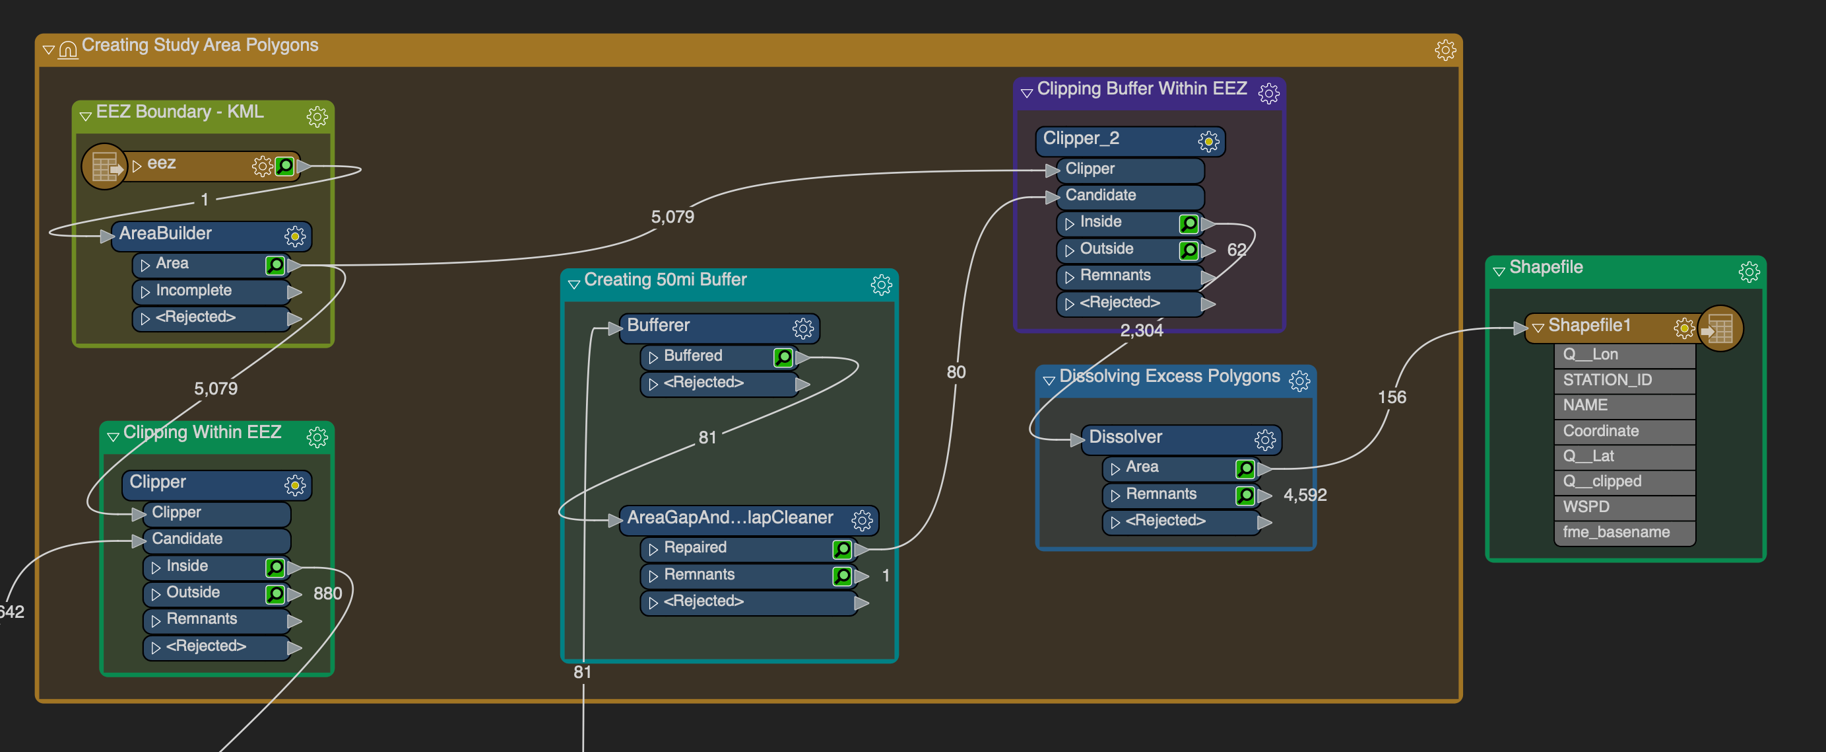 Creating Study Area Polygons
EEZ Boundary - KML
eez
1
AreaBuilder
Area
Incomplete
<Rejected>
5,079
5,079
Clipping Within EEZ
Clipper
Clipper
Candidate
Inside
Outside
880
Remnants
<Rejected>
642
Creating 50mi Buffer
Bufferer
Buffered
<Rejected>
81
AreaGapAnd...lapCleaner
Repaired
Remnants
1
<Rejected>
81
80
Clipping Buffer Within EEZ
Clipper_2
Clipper
Candidate
Inside
Outside
62
Remnants
<Rejected>
2,304
Dissolving Excess Polygons
Dissolver
Area
Remnants
4,592
<Rejected>
156
Shapefile
Shapefile1
Q__Lon
STATION_ID
NAME
Coordinate
Q__Lat
Q__clipped
WSPD
fme_basename